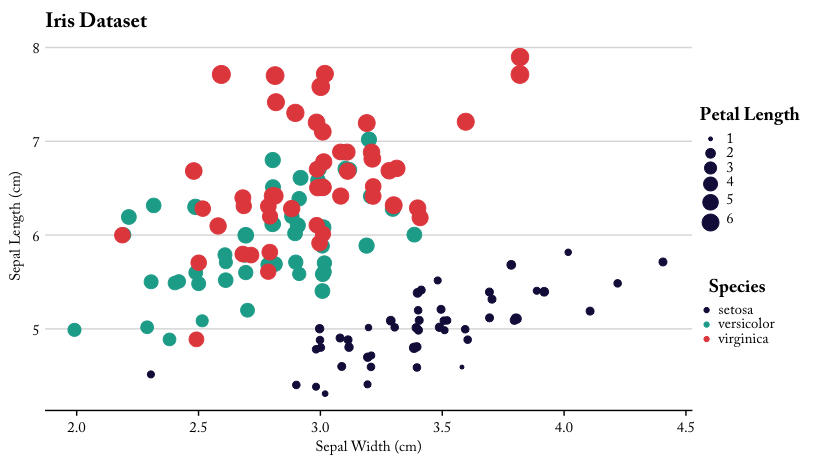 Iris Dataset
8
7
6
5
Sepal Length (cm)
2.0 2.5 3.0 3.5 4.0 4.5
Sepal Width (cm)
Petal Length
1
2
3
4
5
6
Species
setosa
versicolor
virginica